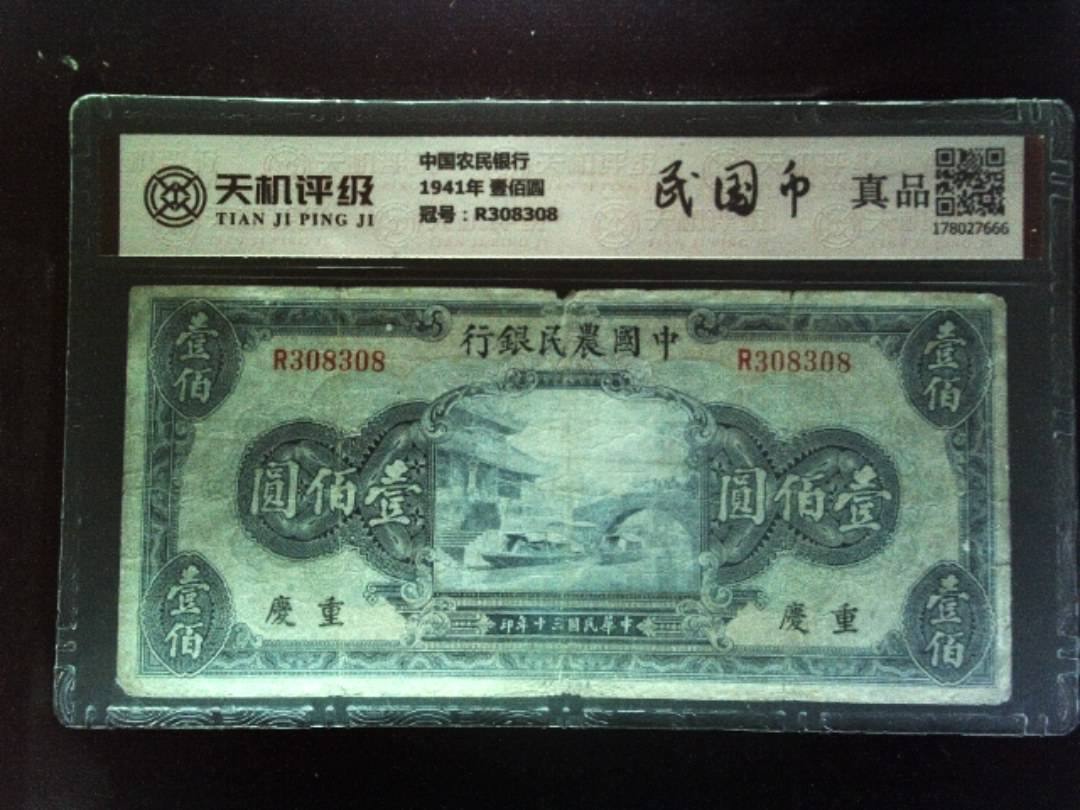 天机评级
TIAN JI PING JI
中国农民银行
1941年 壹佰圆
冠号：R308308
民国币
真品
178027666
行銀民農國中
壹佰
R308308
R308308
壹佰
圓佰壹
圓佰壹
壹佰
慶重
慶重
壹佰
印年十三國民華中